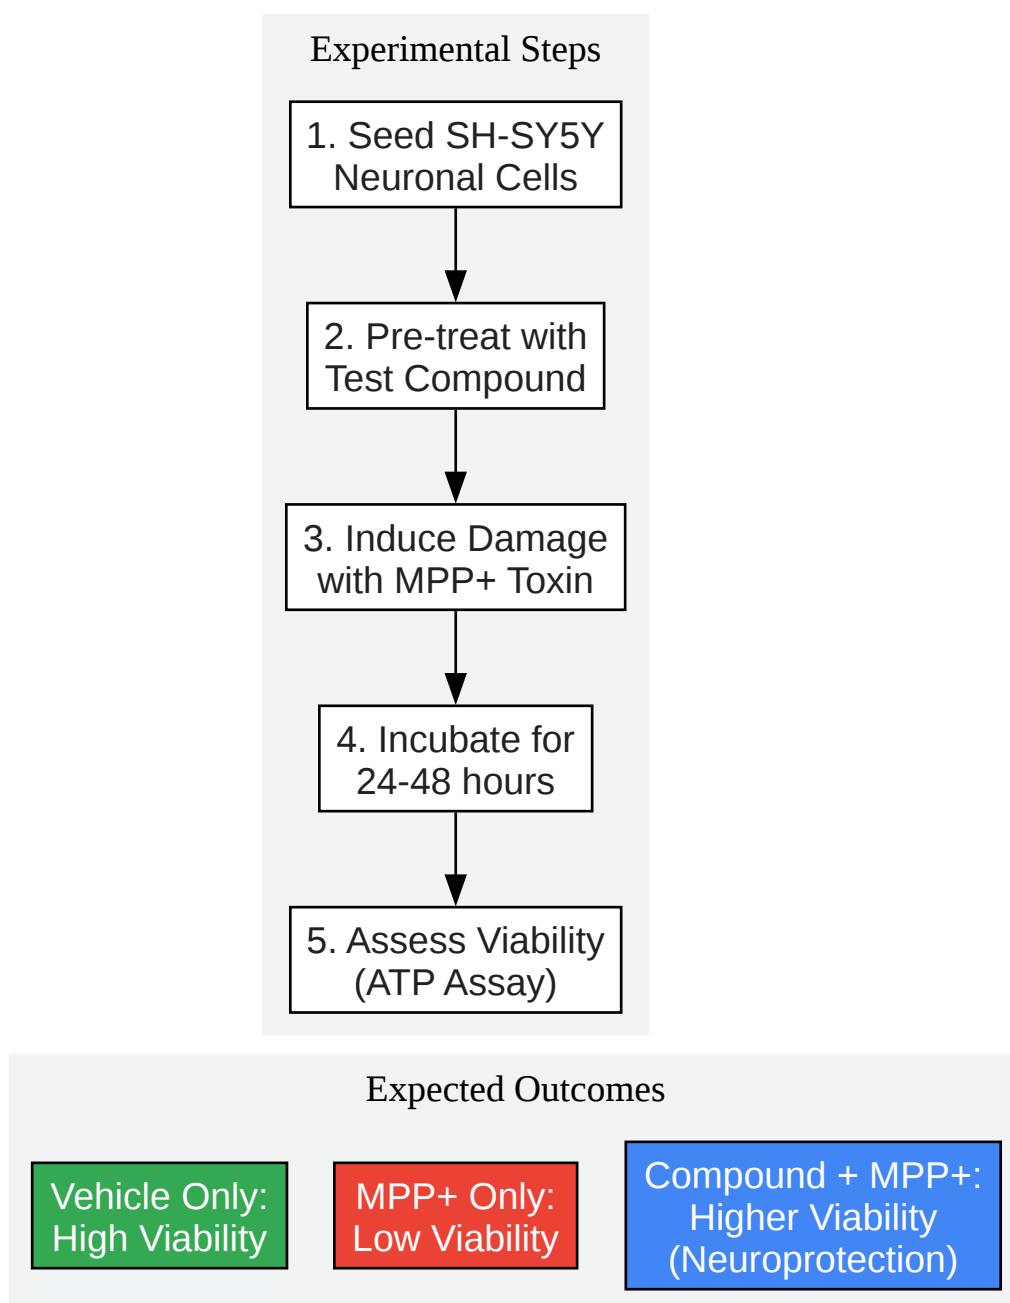 Experimental Steps
1. Seed SH-SY5Y
Neuronal Cells
2. Pre-treat with
Test Compound
3. Induce Damage
with MPP+ Toxin
4. Incubate for
24-48 hours
5. Assess Viability
(ATP Assay)
Expected Outcomes
Vehicle Only:
High Viability
MPP+ Only:
Low Viability
Compound + MPP+:
Higher Viability
(Neuroprotection)